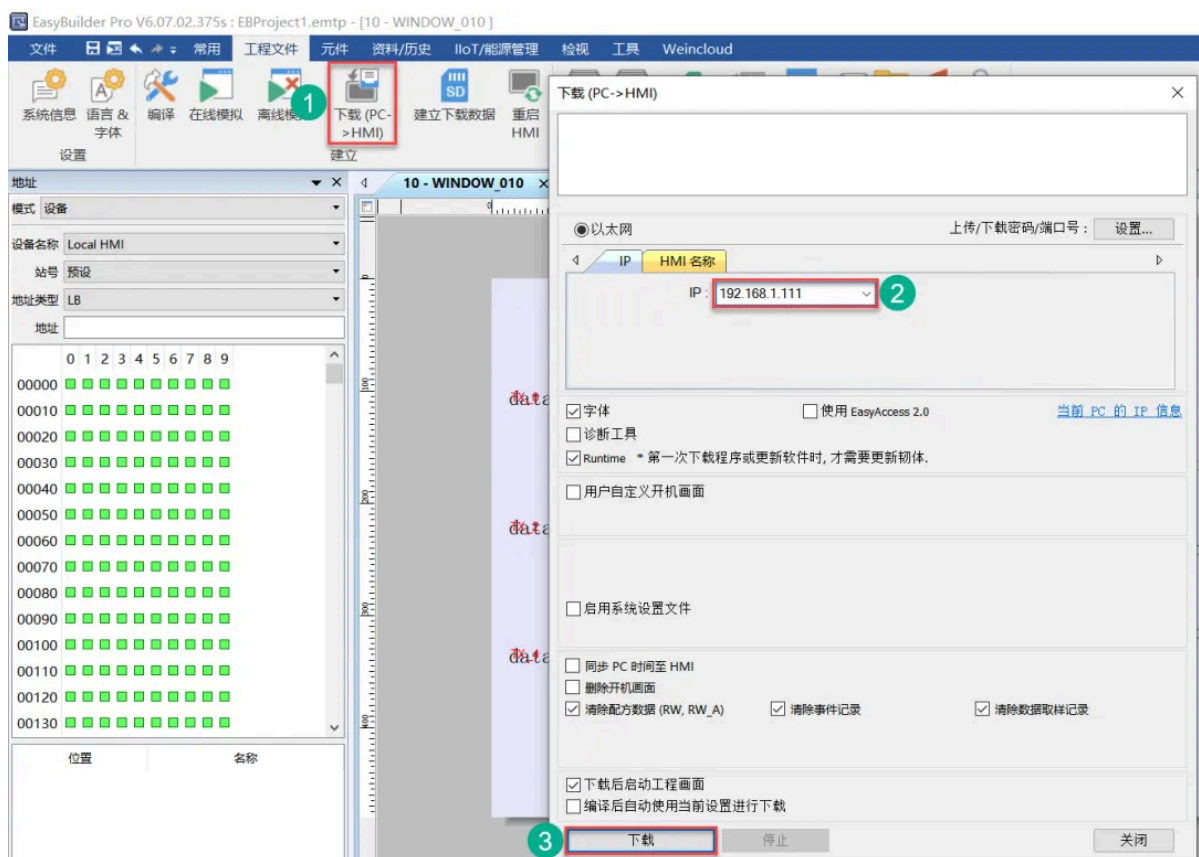 EasyBuilder Pro V6.07.02.375s : EBProject1.emtp - [10 - WINDOW_010 ]
文件 常用 工程文件 元件 资料/历史 IIoT/能源管理 检视 工具 Weincloud
系统信息 语言 & 字体 编译 在线模拟 离线模 1 下载 (PC->HMI) 建立下载数据 重启 HMI
SD
设置 建立
下载 (PC->HMI)
地址
10 - WINDOW_010
模式 设备
设备名称 Local HMI
站号 预设
地址类型 LB
地址
0 1 2 3 4 5 6 7 8 9
00000
00010
00020
00030
00040
00050
00060
00070
00080
00090
00100
00110
00120
00130
位置 名称
0
0
100
200
300
400
data
data
data
以太网 上传/下载密码/端口号 : 设置...
IP HMI 名称
IP : 192.168.1.111 2
字体 使用 EasyAccess 2.0 当前 PC 的 IP 信息
诊断工具
Runtime * 第一次下载程序或更新软件时, 才需要更新韧体.
用户自定义开机画面
启用系统设置文件
同步 PC 时间至 HMI
删除开机画面
清除配方数据 (RW, RW_A) 清除事件记录 清除数据取样记录
下载后启动工程画面
编译后自动使用当前设置进行下载
3 下载 停止 关闭